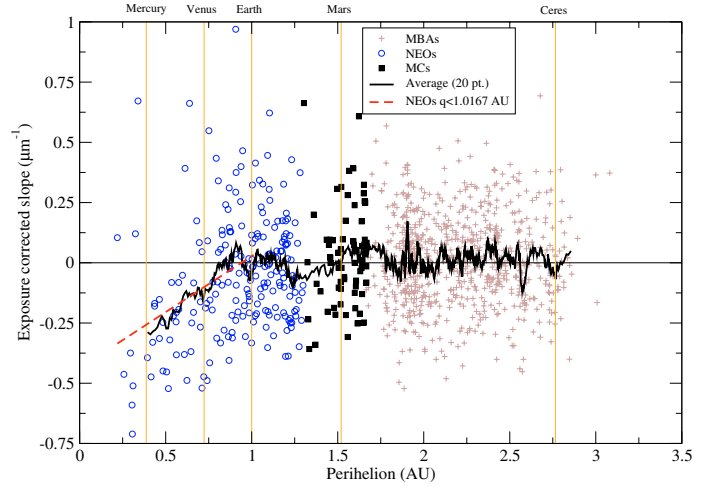 Mercury Venus Earth Mars Ceres
1
0.75
0.5
0.25
0
-0.25
-0.5
-0.75
Exposure corrected slope (μm⁻¹)
MBAs
NEOs
MCs
Average (20 pt.)
NEOs q<1.0167 AU
0 0.5 1 1.5 2 2.5 3 3.5
Perihelion (AU)